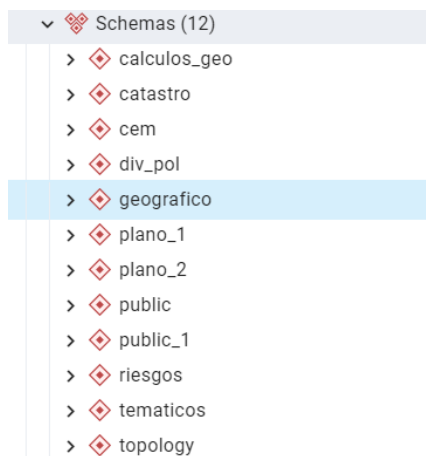 Schemas (12)
calculos_geo
catastro
cem
div_pol
geografico
plano_1
plano_2
public
public_1
riesgos
tematicos
topology